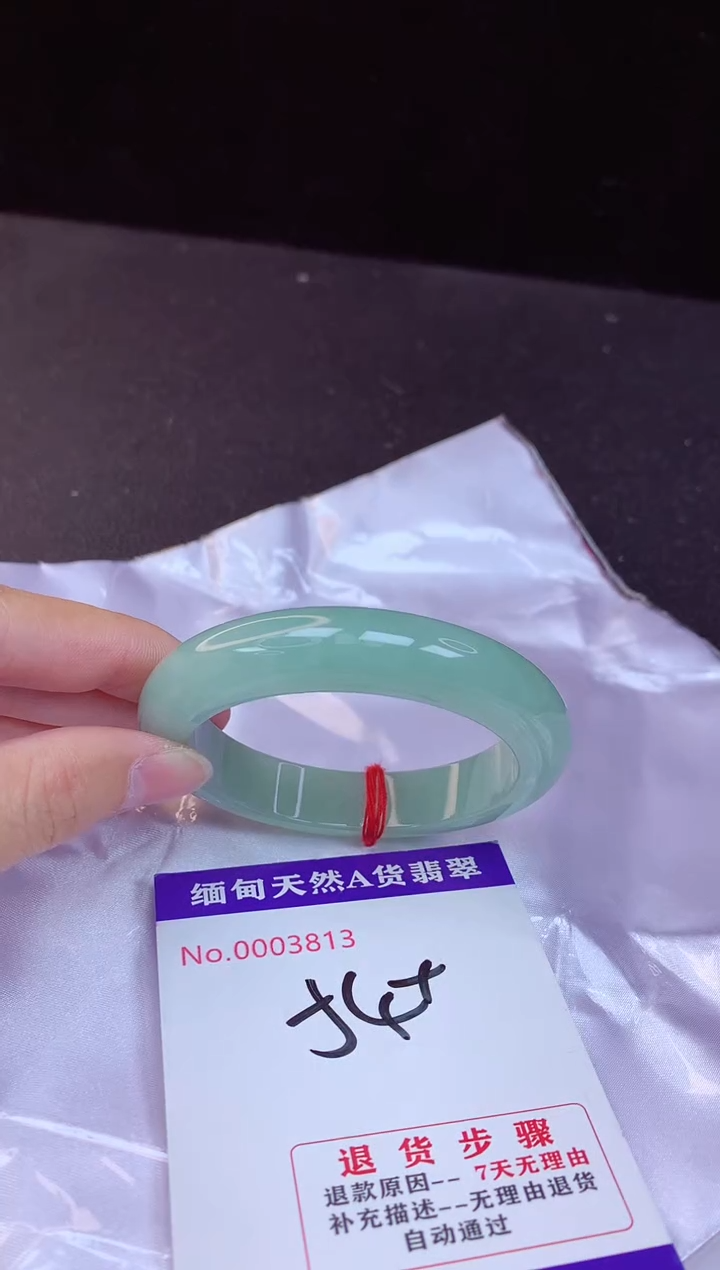 缅甸天然A货翡翠
No.0003813
退货步骤
退款原因--7天无理由
补充描述--无理由退货
自动通过